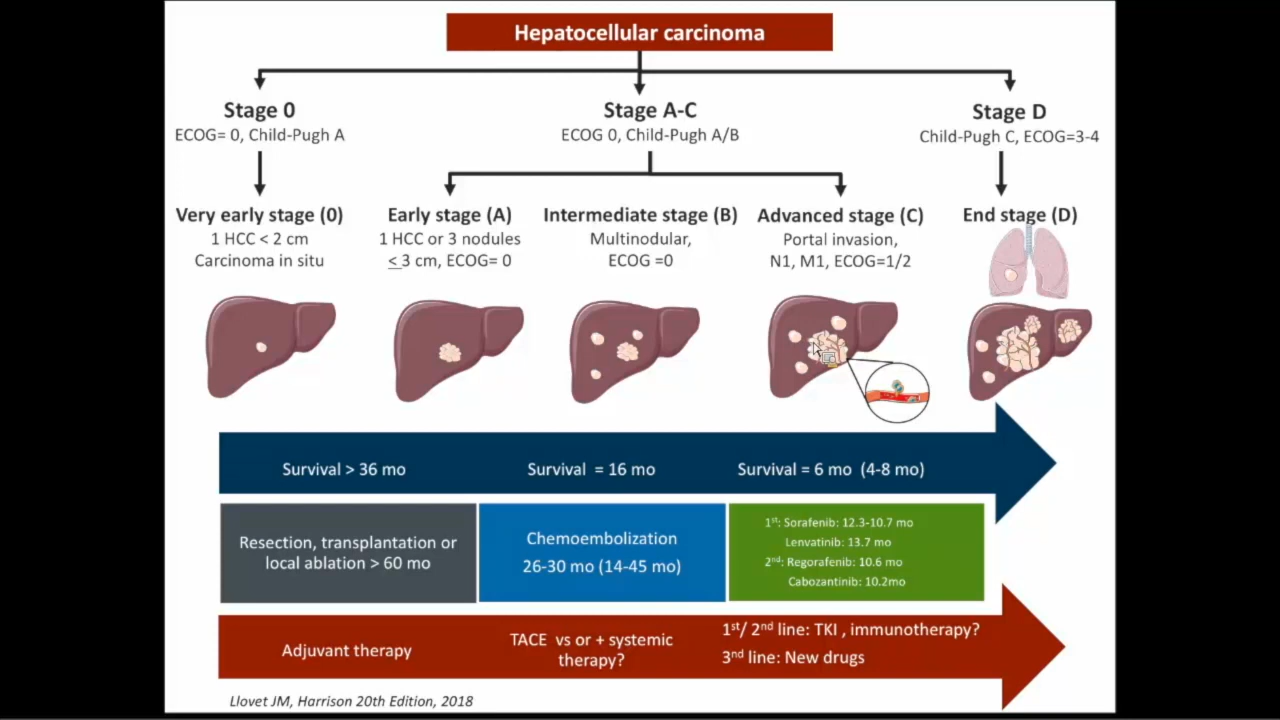 Hepatocellular carcinoma
Stage 0
ECOG= 0, Child-Pugh A
Stage A-C
ECOG 0, Child-Pugh A/B
Stage D
Child-Pugh C, ECOG=3-4
Very early stage (0)
1 HCC < 2 cm
Carcinoma in situ
Early stage (A)
1 HCC or 3 nodules
≤ 3 cm, ECOG= 0
Intermediate stage (B)
Multinodular,
ECOG =0
Advanced stage (C)
Portal invasion,
N1, M1, ECOG=1/2
End stage (D)
Survival > 36 mo
Survival = 16 mo
Survival = 6 mo (4-8 mo)
Resection, transplantation or
local ablation > 60 mo
Chemoembolization
26-30 mo (14-45 mo)
1st: Sorafenib: 12.3-10.7 mo
Lenvatinib: 13.7 mo
2nd: Regorafenib: 10.6 mo
Cabozantinib: 10.2mo
Adjuvant therapy
TACE vs or + systemic
therapy?
1st/ 2nd line: TKI , immunotherapy?
3nd line: New drugs
Llovet JM, Harrison 20th Edition, 2018